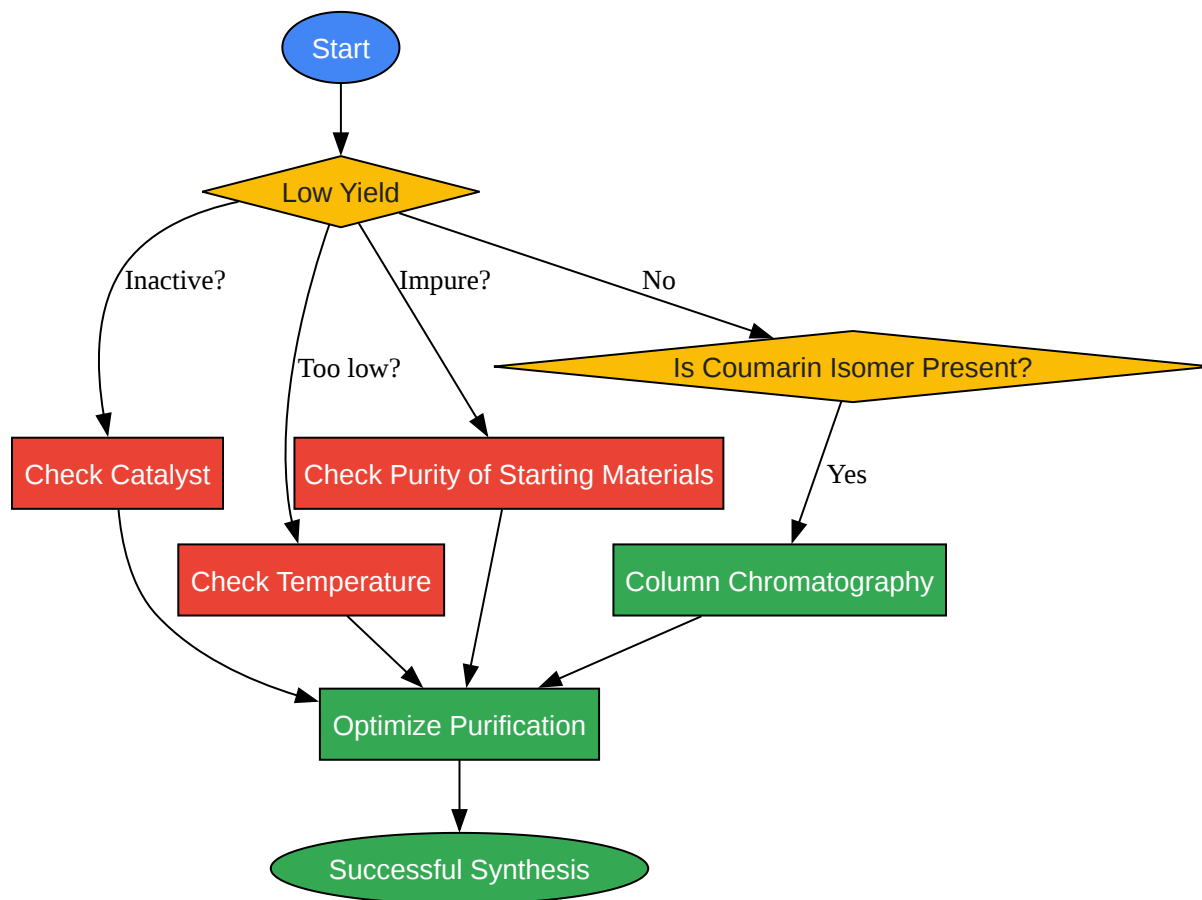 Start
Low Yield
Inactive?
Impure?
No
Too low?
Is Coumarin Isomer Present?
Check Catalyst
Check Purity of Starting Materials
Yes
Check Temperature
Column Chromatography
Optimize Purification
Successful Synthesis